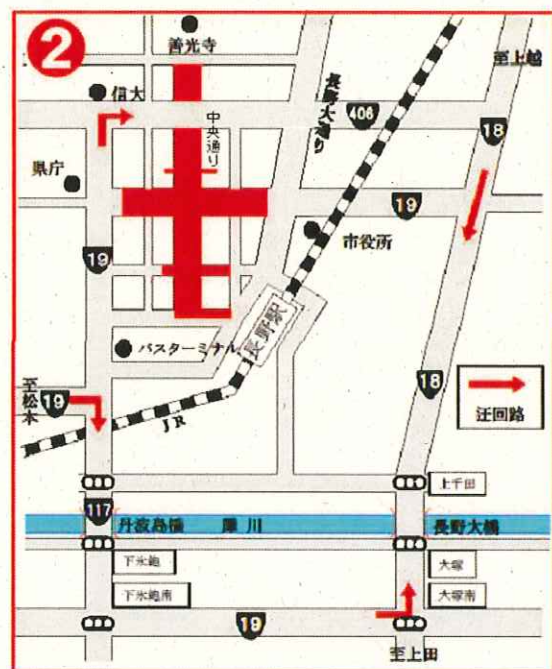 2
善光寺
至上越
信大
中央通り
長野大通り
406
18
県庁
19
19
市役所
バスターミナル
長野駅
18
至松本
19
JR
迂回路
上千田
117
丹波島橋
犀川
長野大橋
下氷鉋
大塚
下氷鉋南
大塚南
19
至上田